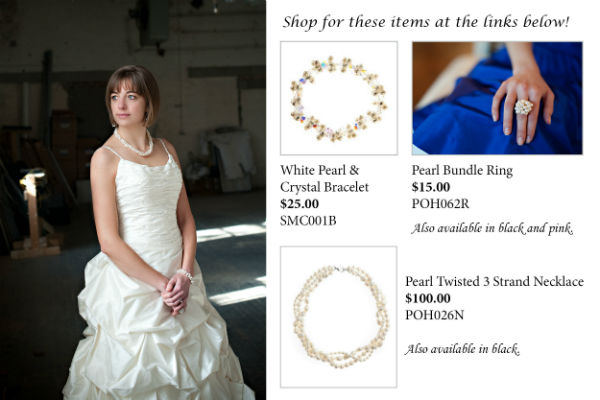 Shop for these items at the links below!
White Pearl &
Crystal Bracelet
$25.00
SMC001B
Pearl Bundle Ring
$15.00
POH062R
Also available in black and pink.
Pearl Twisted 3 Strand Necklace
$100.00
POH026N
Also available in black.